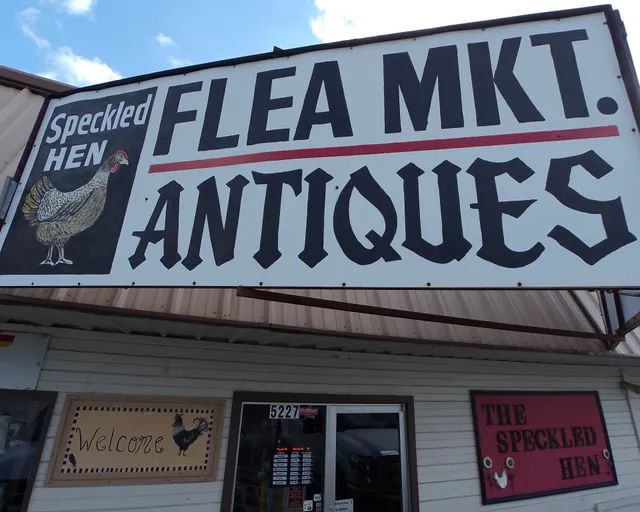 Speckled
HEN
FLEA MKT.
ANTIQUES
Welcome
5227
THE
SPECKLED
HEN